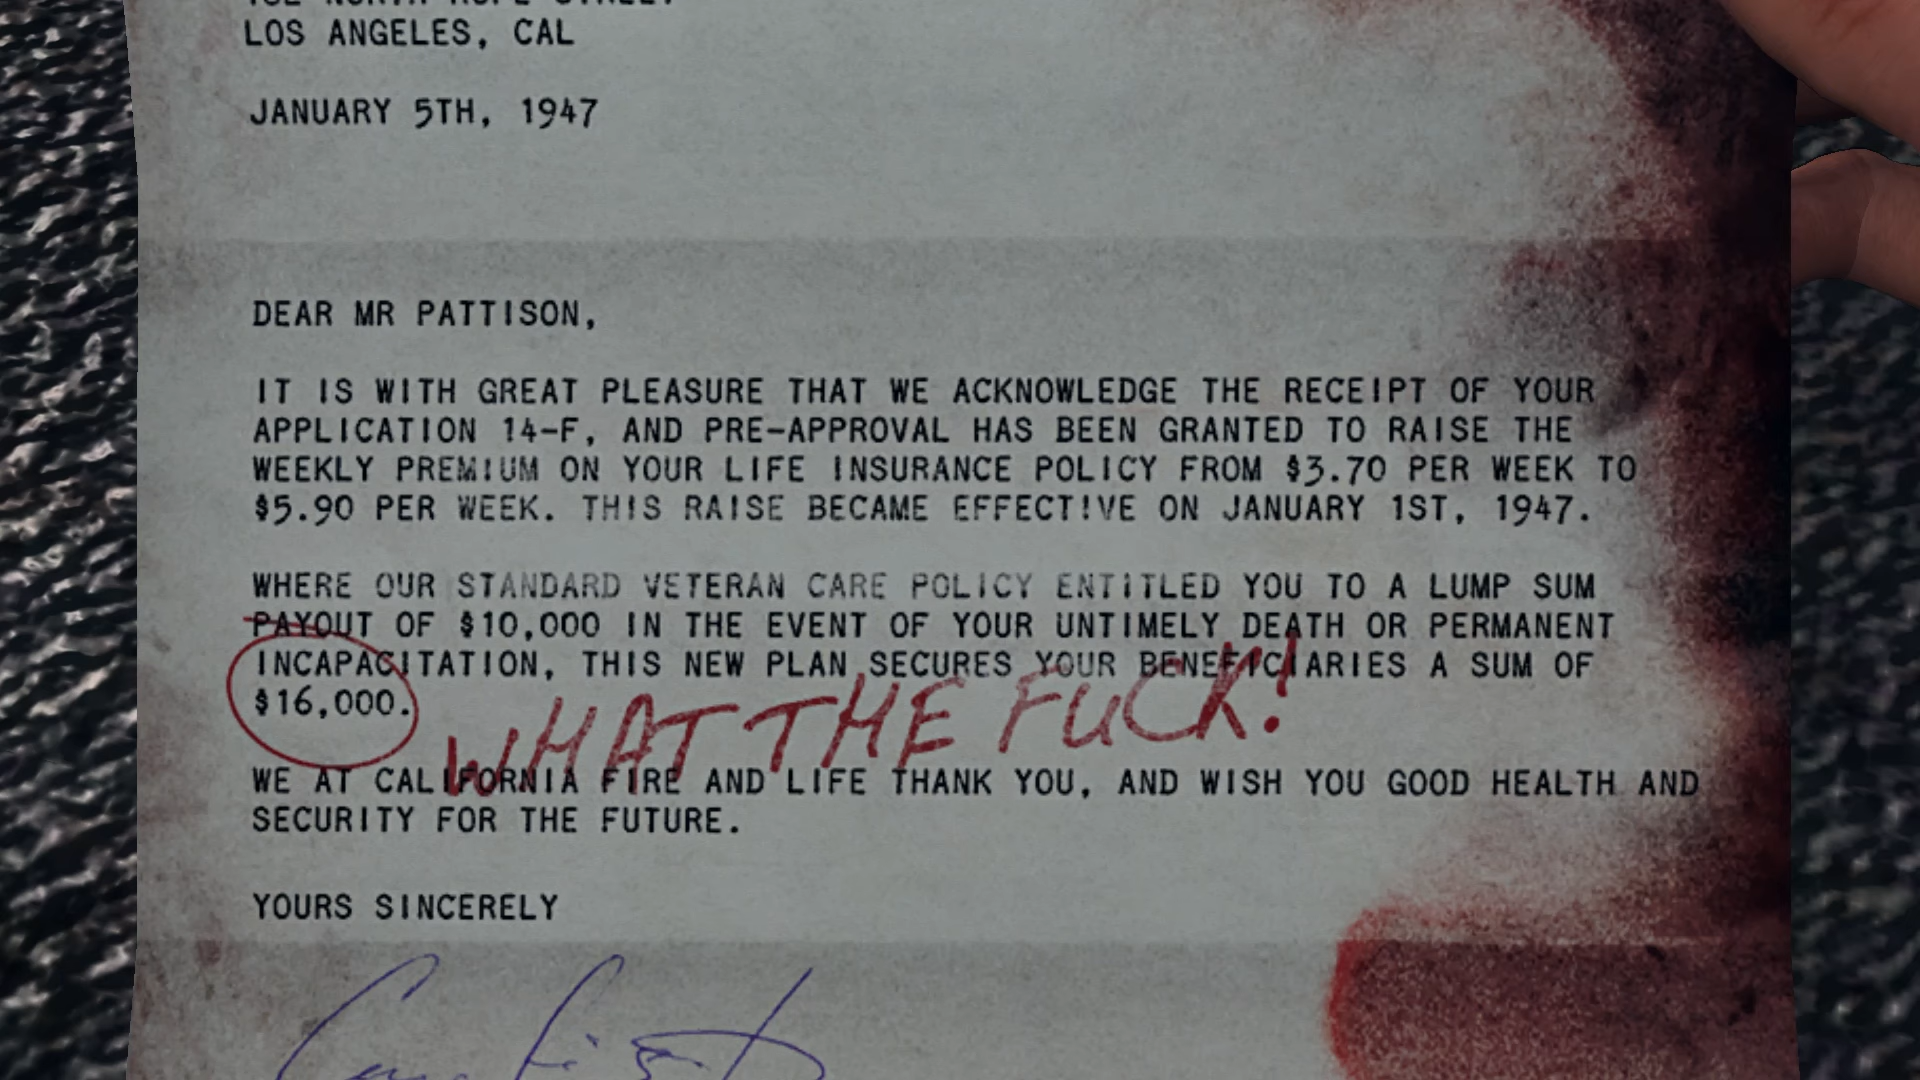 LOS ANGELES, CAL
JANUARY 5TH, 1947
DEAR MR PATTISON,
IT IS WITH GREAT PLEASURE THAT WE ACKNOWLEDGE THE RECEIPT OF YOUR
APPLICATION 14-F, AND PRE-APPROVAL HAS BEEN GRANTED TO RAISE THE
WEEKLY PREMIUM ON YOUR LIFE INSURANCE POLICY FROM $3.70 PER WEEK TO
$5.90 PER WEEK. THIS RAISE BECAME EFFECTIVE ON JANUARY 1ST, 1947.
WHERE OUR STANDARD VETERAN CARE POLICY ENTITLED YOU TO A LUMP SUM
PAYOUT OF $10,000 IN THE EVENT OF YOUR UNTIMELY DEATH OR PERMANENT
INCAPACITATION, THIS NEW PLAN SECURES YOUR BENEFICIARIES A SUM OF
$16,000.
WHAT THE FUCK!
WE AT CALIFORNIA FIRE AND LIFE THANK YOU, AND WISH YOU GOOD HEALTH AND
SECURITY FOR THE FUTURE.
YOURS SINCERELY